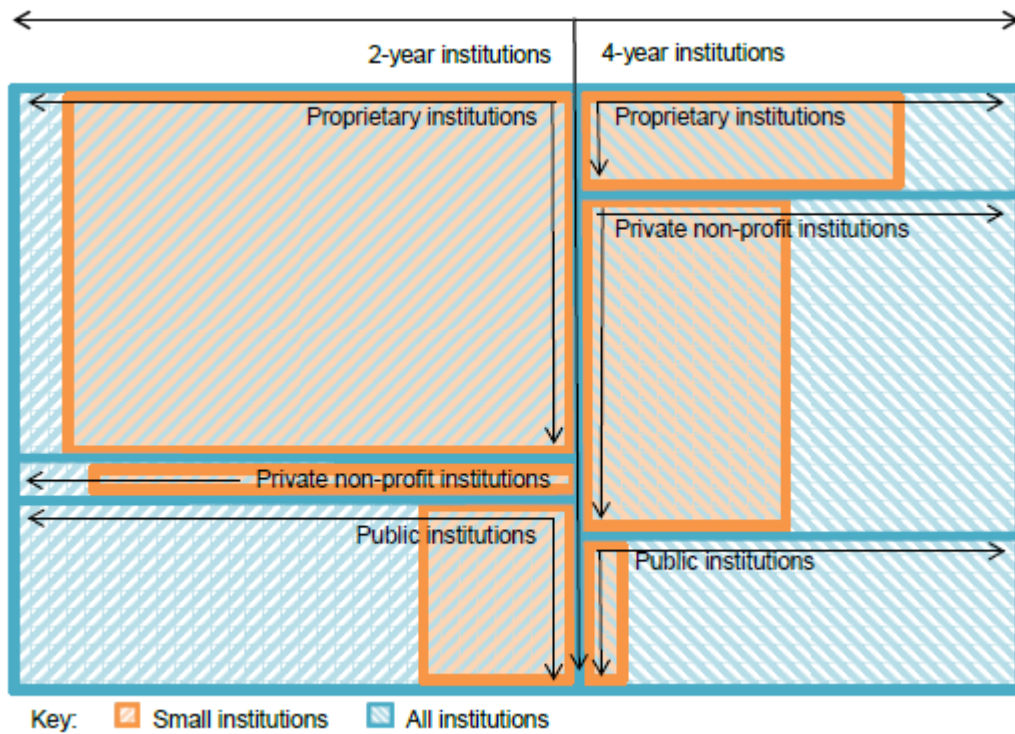 2-year institutions
4-year institutions
Proprietary institutions
Proprietary institutions
Private non-profit institutions
Private non-profit institutions
Public institutions
Public institutions
Key:
Small institutions
All institutions